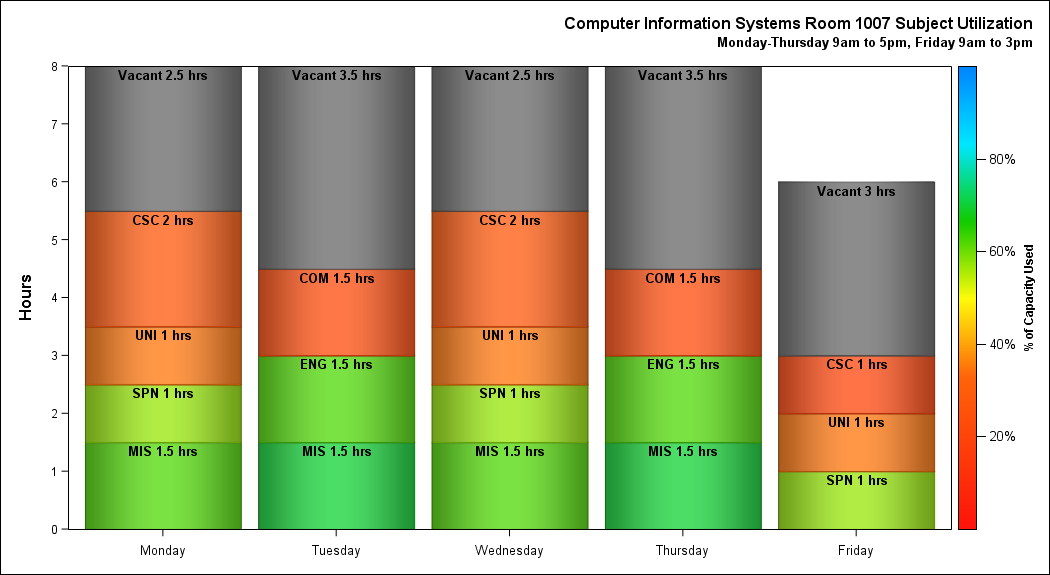 Computer Information Systems Room 1007 Subject Utilization
Monday-Thursday 9am to 5pm, Friday 9am to 3pm
Hours
8
7
6
5
4
3
2
1
0
Vacant 2.5 hrs
CSC 2 hrs
UNI 1 hrs
SPN 1 hrs
MIS 1.5 hrs
Monday
Vacant 3.5 hrs
COM 1.5 hrs
ENG 1.5 hrs
MIS 1.5 hrs
Tuesday
Vacant 2.5 hrs
CSC 2 hrs
UNI 1 hrs
SPN 1 hrs
MIS 1.5 hrs
Wednesday
Vacant 3.5 hrs
COM 1.5 hrs
ENG 1.5 hrs
MIS 1.5 hrs
Thursday
Vacant 3 hrs
CSC 1 hrs
UNI 1 hrs
SPN 1 hrs
Friday
80%
60%
40%
20%
% of Capacity Used